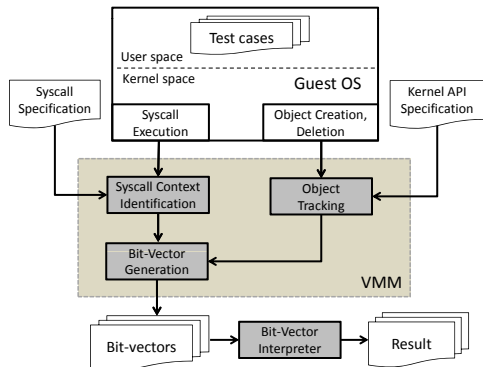 Test cases
User space
Kernel space
Guest OS
Syscall
Specification
Kernel API
Specification
Syscall
Execution
Object Creation,
Deletion
Syscall Context
Identification
Object
Tracking
Bit-Vector
Generation
VMM
Bit-vectors
Bit-Vector
Interpreter
Result